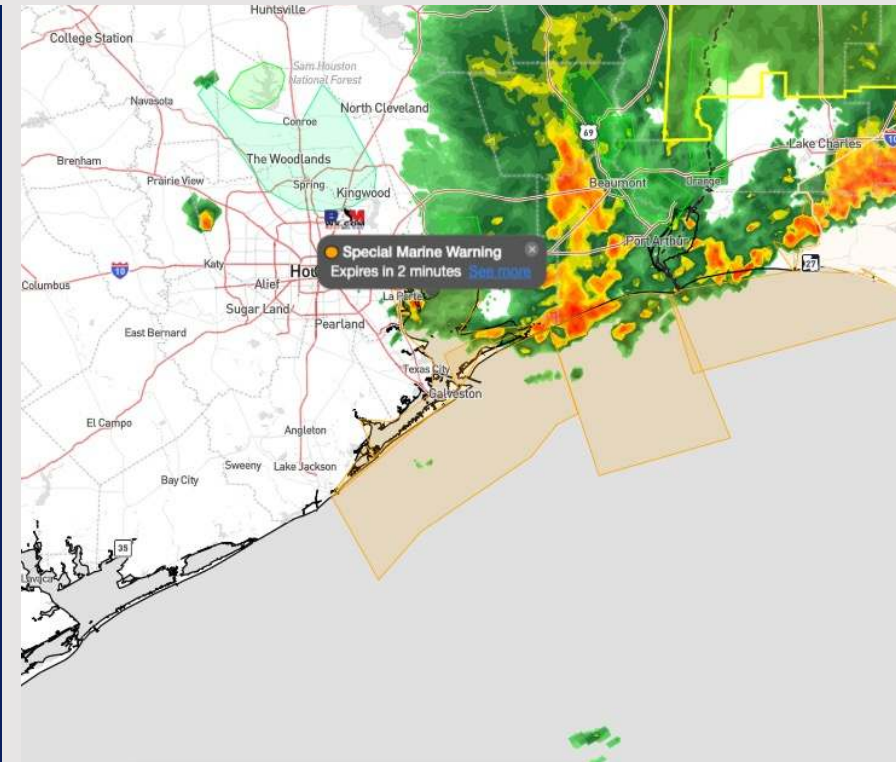 Huntsville
College Station
Sam Houston
National Forest
Navasota
North Cleveland
Conroe
69
Lake Charles
10
Brenham
The Woodlands
Prairie View
Spring
Kingwood
Beaumont
Orange
Port Arthur
Special Marine Warning
Expires in 2 minutes See more
27
10
Katy
Hou
Columbus
Alief
La Porte
Sugar Land
Pearland
East Bernard
Texas City
Galveston
El Campo
Angleton
Sweeny
Lake Jackson
Bay City
35
Lavaca